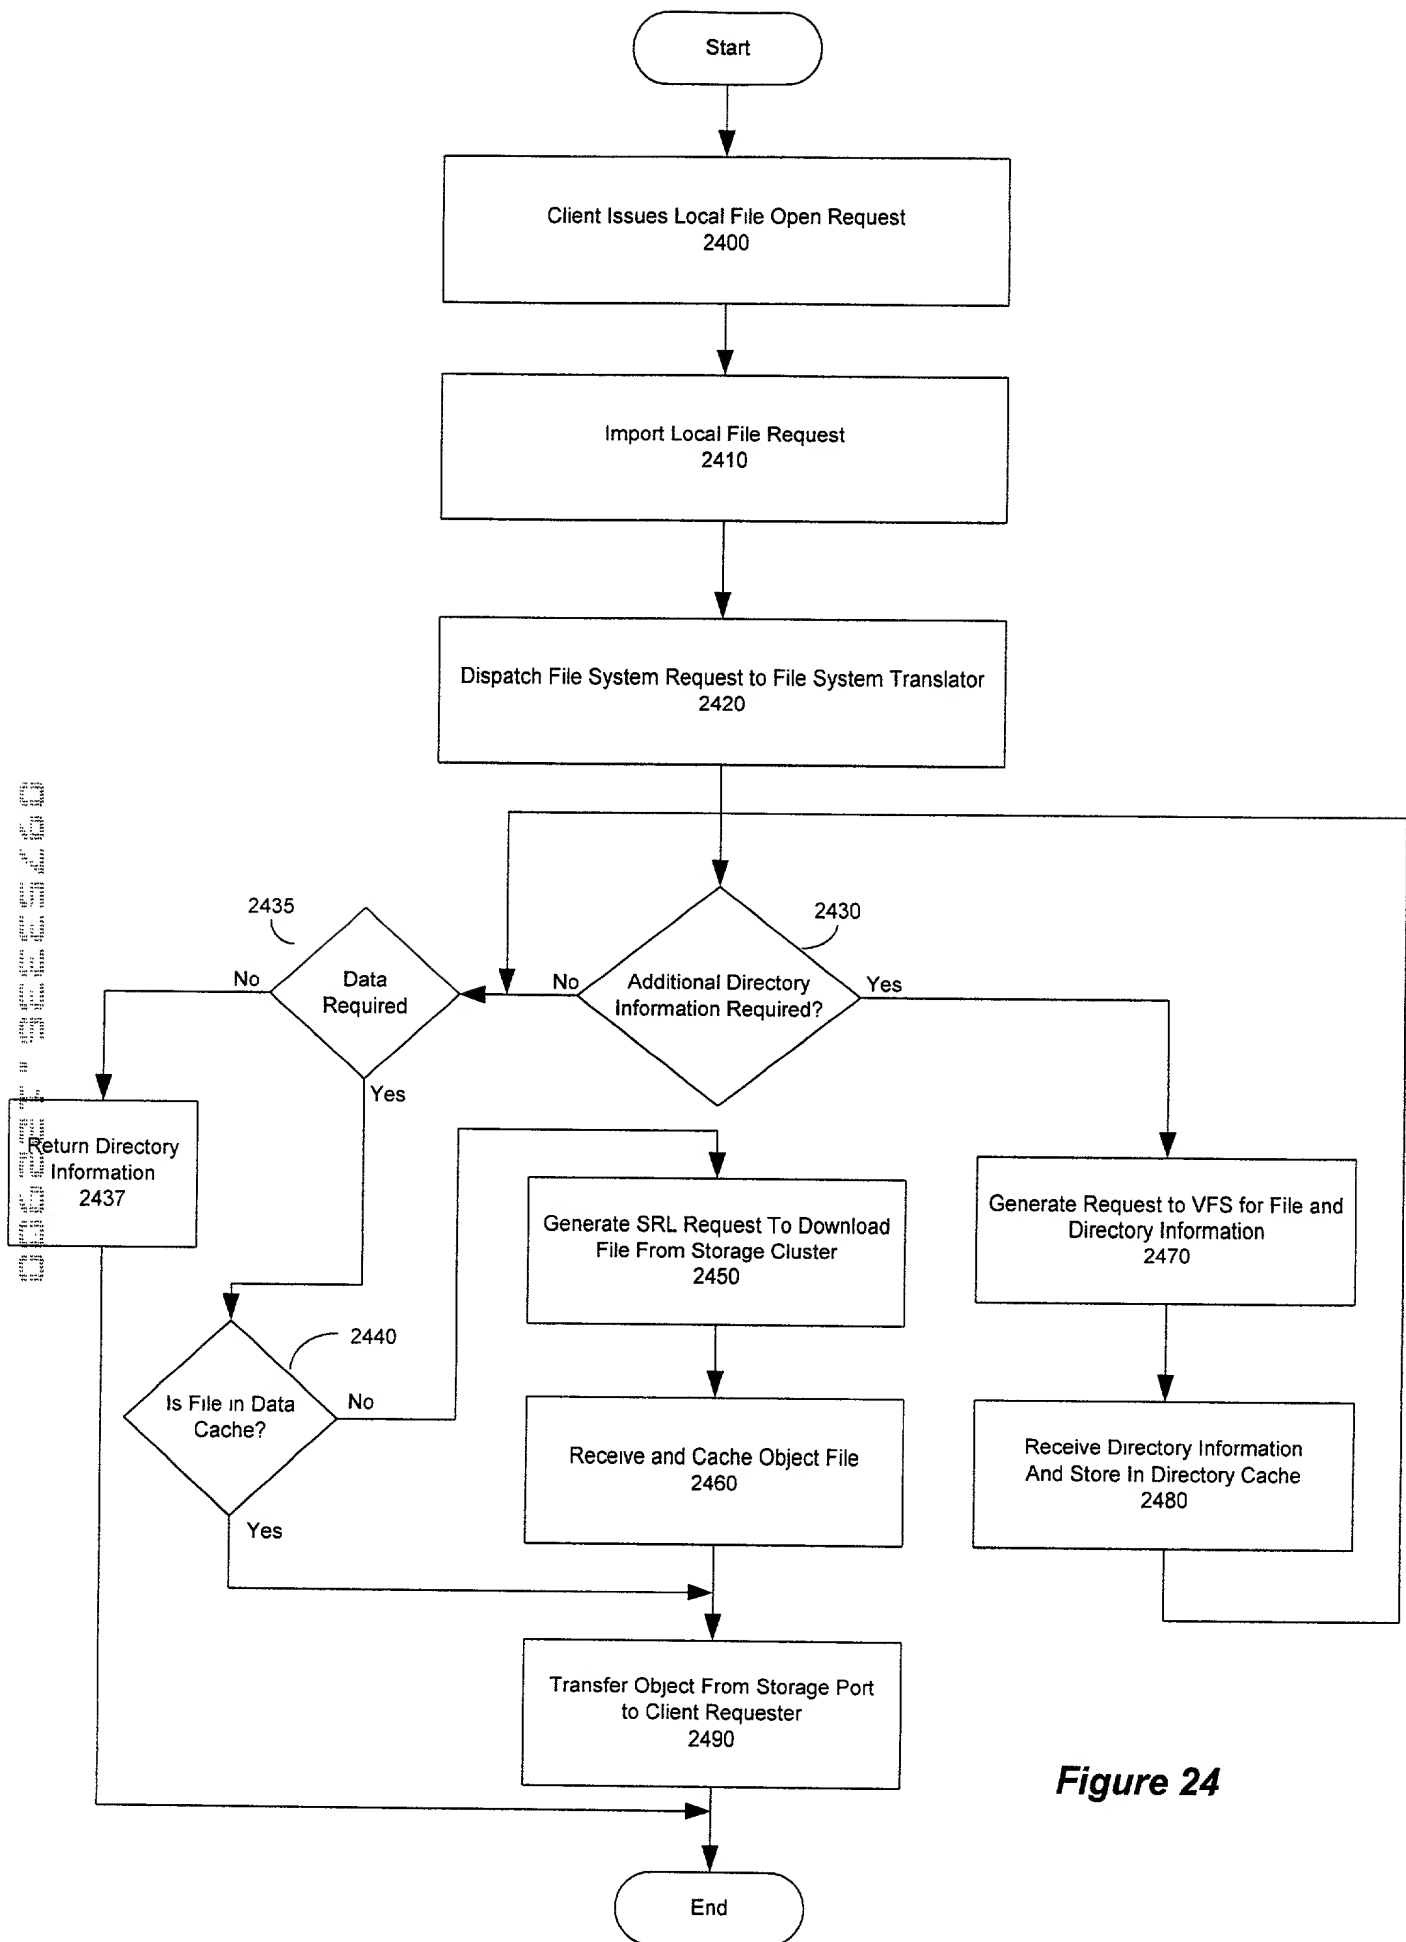 Start
Client Issues Local File Open Request
2400
Import Local File Request
2410
Dispatch File System Request to File System Translator
2420
2435
2430
No
Data
Required
No
Additional Directory
Information Required?
Yes
Yes
Return Directory
Information
2437
Generate SRL Request To Download
File From Storage Cluster
2450
Generate Request to VFS for File and
Directory Information
2470
2440
Is File in Data
Cache?
No
Receive and Cache Object File
2460
Receive Directory Information
And Store In Directory Cache
2480
Yes
Transfer Object From Storage Port
to Client Requester
2490
Figure 24
End